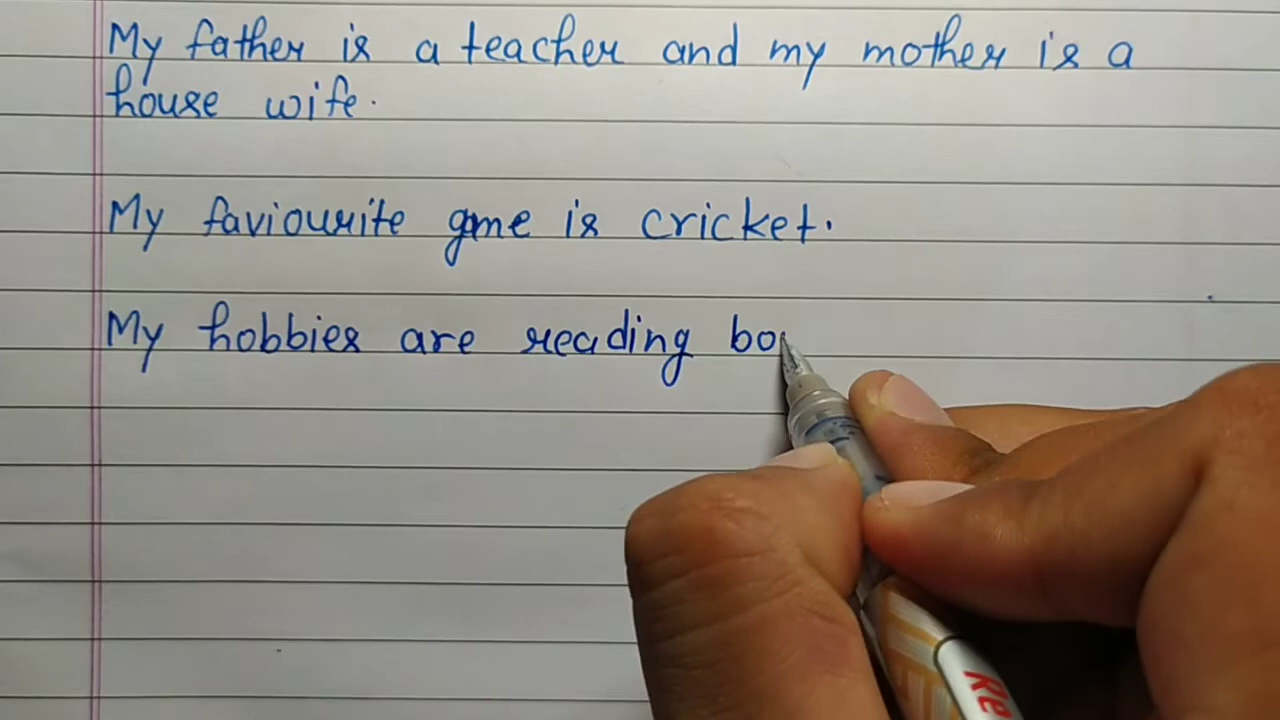 My father is a teacher and my mother is a
house wife.
My faviourite gme is cricket.
My hobbies are reading bo
Re